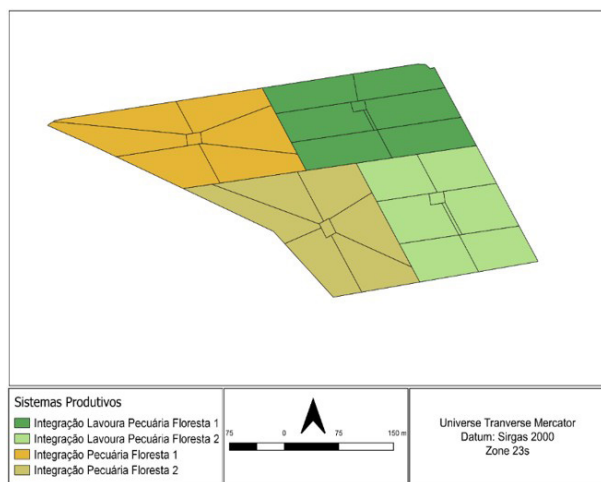 Sistemas Produtivos
Integração Lavoura Pecuária Floresta 1
Integração Lavoura Pecuária Floresta 2
Integração Pecuária Floresta 1
Integração Pecuária Floresta 2
75 0 75 150 m
Universe Tranverse Mercator
Datum: Sirgas 2000
Zone 23s